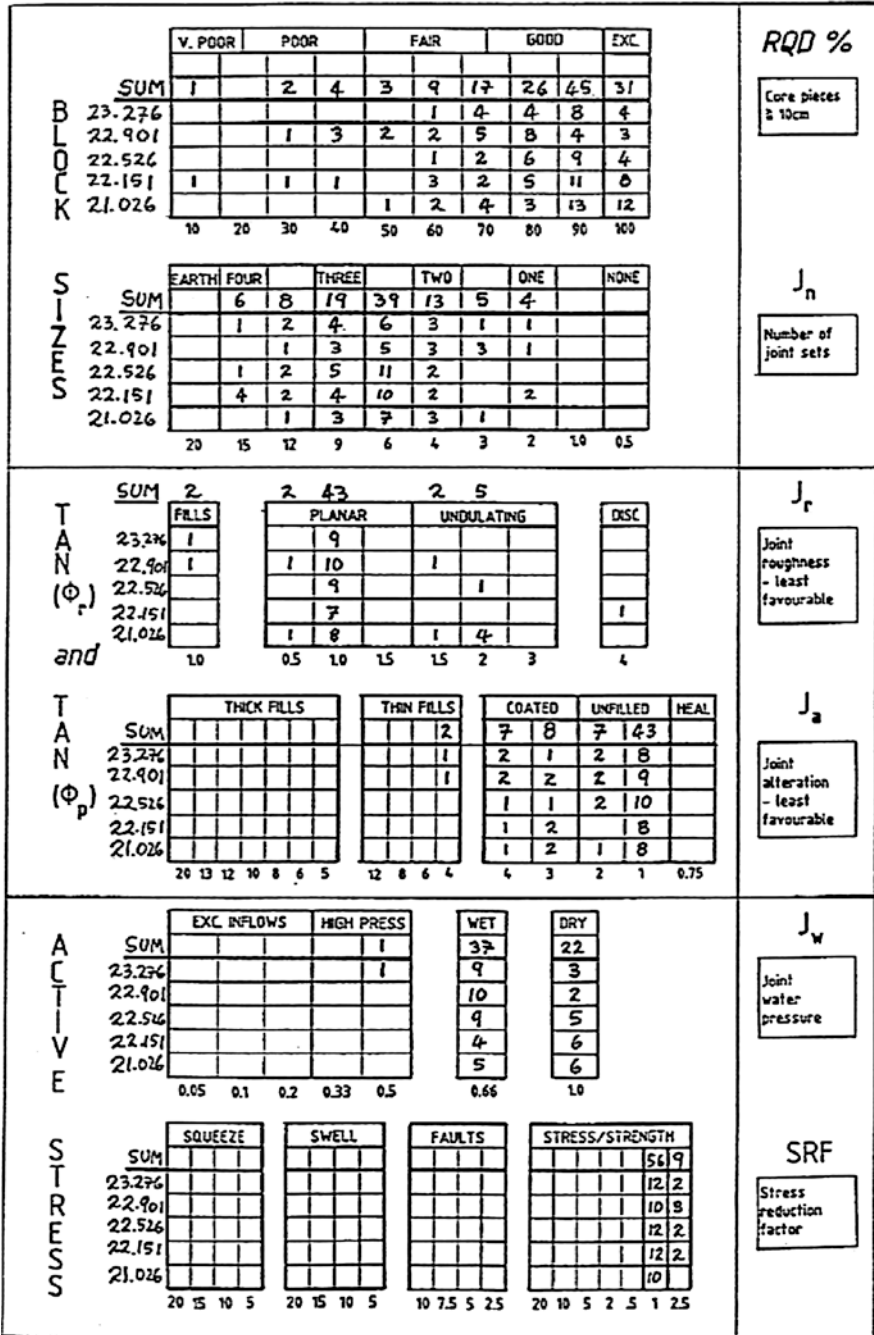 V. POOR POOR FAIR GOOD EXC.
RQD %
Core pieces
≥ 10cm
BLOCK
SUM 1 2 4 3 9 17 26 45 31
23.276 1 4 4 8 4
22.901 1 3 2 2 5 8 4 3
22.526 1 2 6 9 4
22.151 1 1 1 3 2 5 11 8
21.026 1 2 4 3 13 12
10 20 30 40 50 60 70 80 90 100
SIZES
EARTH FOUR THREE TWO ONE NONE
Jn
Number of
joint sets
SUM 6 8 19 39 13 5 4
23.276 1 2 4 6 3 1 1
22.901 1 3 5 3 3 1
22.526 1 2 5 11 2
22.151 4 2 4 10 2 2
21.026 1 3 7 3 1
20 15 12 9 6 4 3 2 1.0 0.5
TAN (Φr)
and
SUM 2 2 43 2 5
FILLS PLANAR UNDULATING DISC
Jr
Joint
roughness
- least
favourable
23.276 1 9
22.901 1 1 10 1
22.526 9 1
22.151 7 1
21.026 1 8 1 4
1.0 0.5 1.0 1.5 1.5 2 3 4
TAN (Φp)
THICK FILLS THIN FILLS COATED UNFILLED HEAL
Ja
Joint
alteration
- least
favourable
SUM 2 7 8 7 43
23.276 1 2 1 2 8
22.901 1 2 2 2 9
22.526 1 1 2 10
22.151 1 2 8
21.026 1 2 1 8
20 13 12 10 8 6 5 12 8 6 4 4 3 2 1 0.75
ACTIVE
EXC. INFLOWS HIGH PRESS WET DRY
Jw
Joint
water
pressure
SUM 1 37 22
23.276 1 9 3
22.901 10 2
22.526 9 5
22.151 4 6
21.026 5 6
0.05 0.1 0.2 0.33 0.5 0.66 1.0
STRESS
SQUEEZE SWELL FAULTS STRESS/STRENGTH
SRF
Stress
reduction
factor
SUM 56 9
23.276 12 2
22.901 10 3
22.526 12 2
22.151 12 2
21.026 10
20 15 10 5 20 15 10 5 10 7.5 5 2.5 20 10 5 2 .5 1 2.5